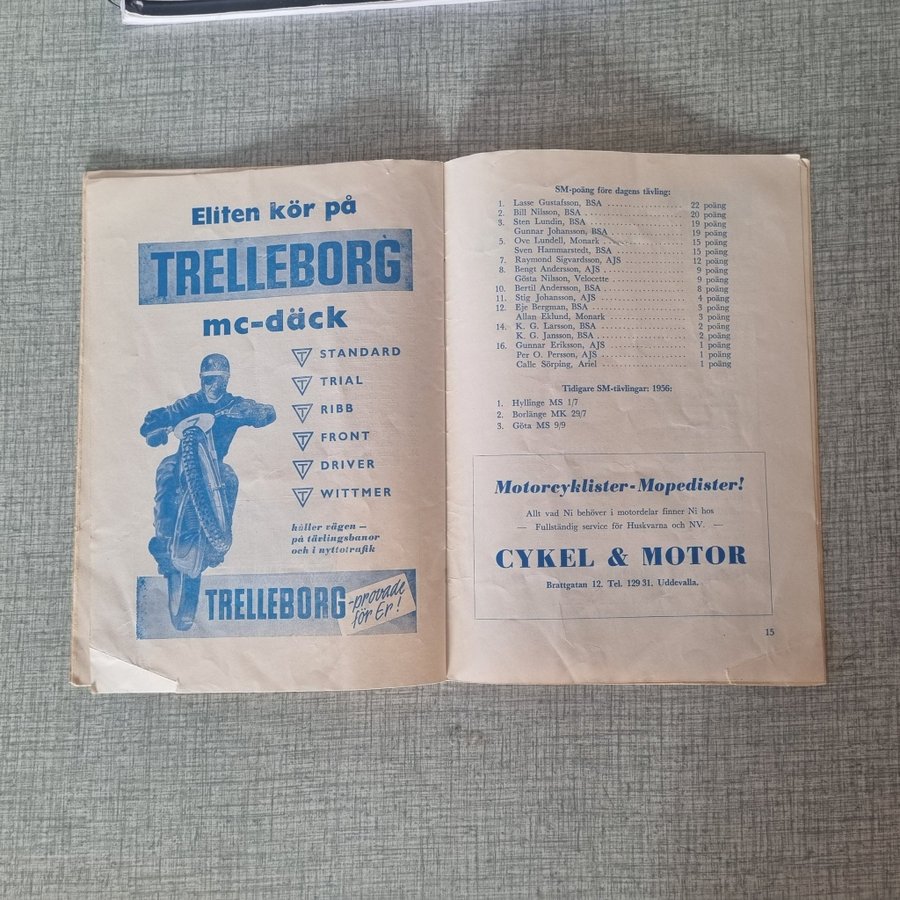 Eliten kör på
TRELLEBORG
mc-däck
STANDARD
TRIAL
RIBB
FRONT
DRIVER
WITTMER
håller vägen –
på tävlingsbanor
och i nyttotrafik
7
TRELLEBORG
-provade
för Er!
SM-poäng före dagens tävling:
1. Lasse Gustafsson, BSA .................... 22 poäng
2. Bill Nilsson, BSA .................... 20 poäng
3. Sten Lundin, BSA .................... 19 poäng
Gunnar Johansson, BSA .................... 19 poäng
5. Ove Lundell, Monark .................... 15 poäng
Sven Hammarstedt, BSA .................... 15 poäng
7. Raymond Sigvardsson, AJS .................... 12 poäng
8. Bengt Andersson, AJS .................... 9 poäng
Gösta Nilsson, Velocette .................... 9 poäng
10. Bertil Andersson, BSA .................... 8 poäng
11. Stig Johansson, AJS .................... 4 poäng
12. Eje Bergman, BSA .................... 3 poäng
Allan Eklund, Monark .................... 3 poäng
14. K. G. Larsson, BSA .................... 2 poäng
K. G. Jansson, BSA .................... 2 poäng
16. Gunnar Eriksson, AJS .................... 1 poäng
Per O. Persson, AJS .................... 1 poäng
Calle Sörping, Ariel .................... 1 poäng
Tidigare SM-tävlingar: 1956:
1. Hyllinge MS 1/7
2. Borlänge MK 29/7
3. Göta MS 9/9
Motorcyklister-Mopedister!
Allt vad Ni behöver i motordelar finner Ni hos
— Fullständig service för Huskvarna och NV. —
CYKEL & MOTOR
Brattgatan 12. Tel. 129 31. Uddevalla.
15